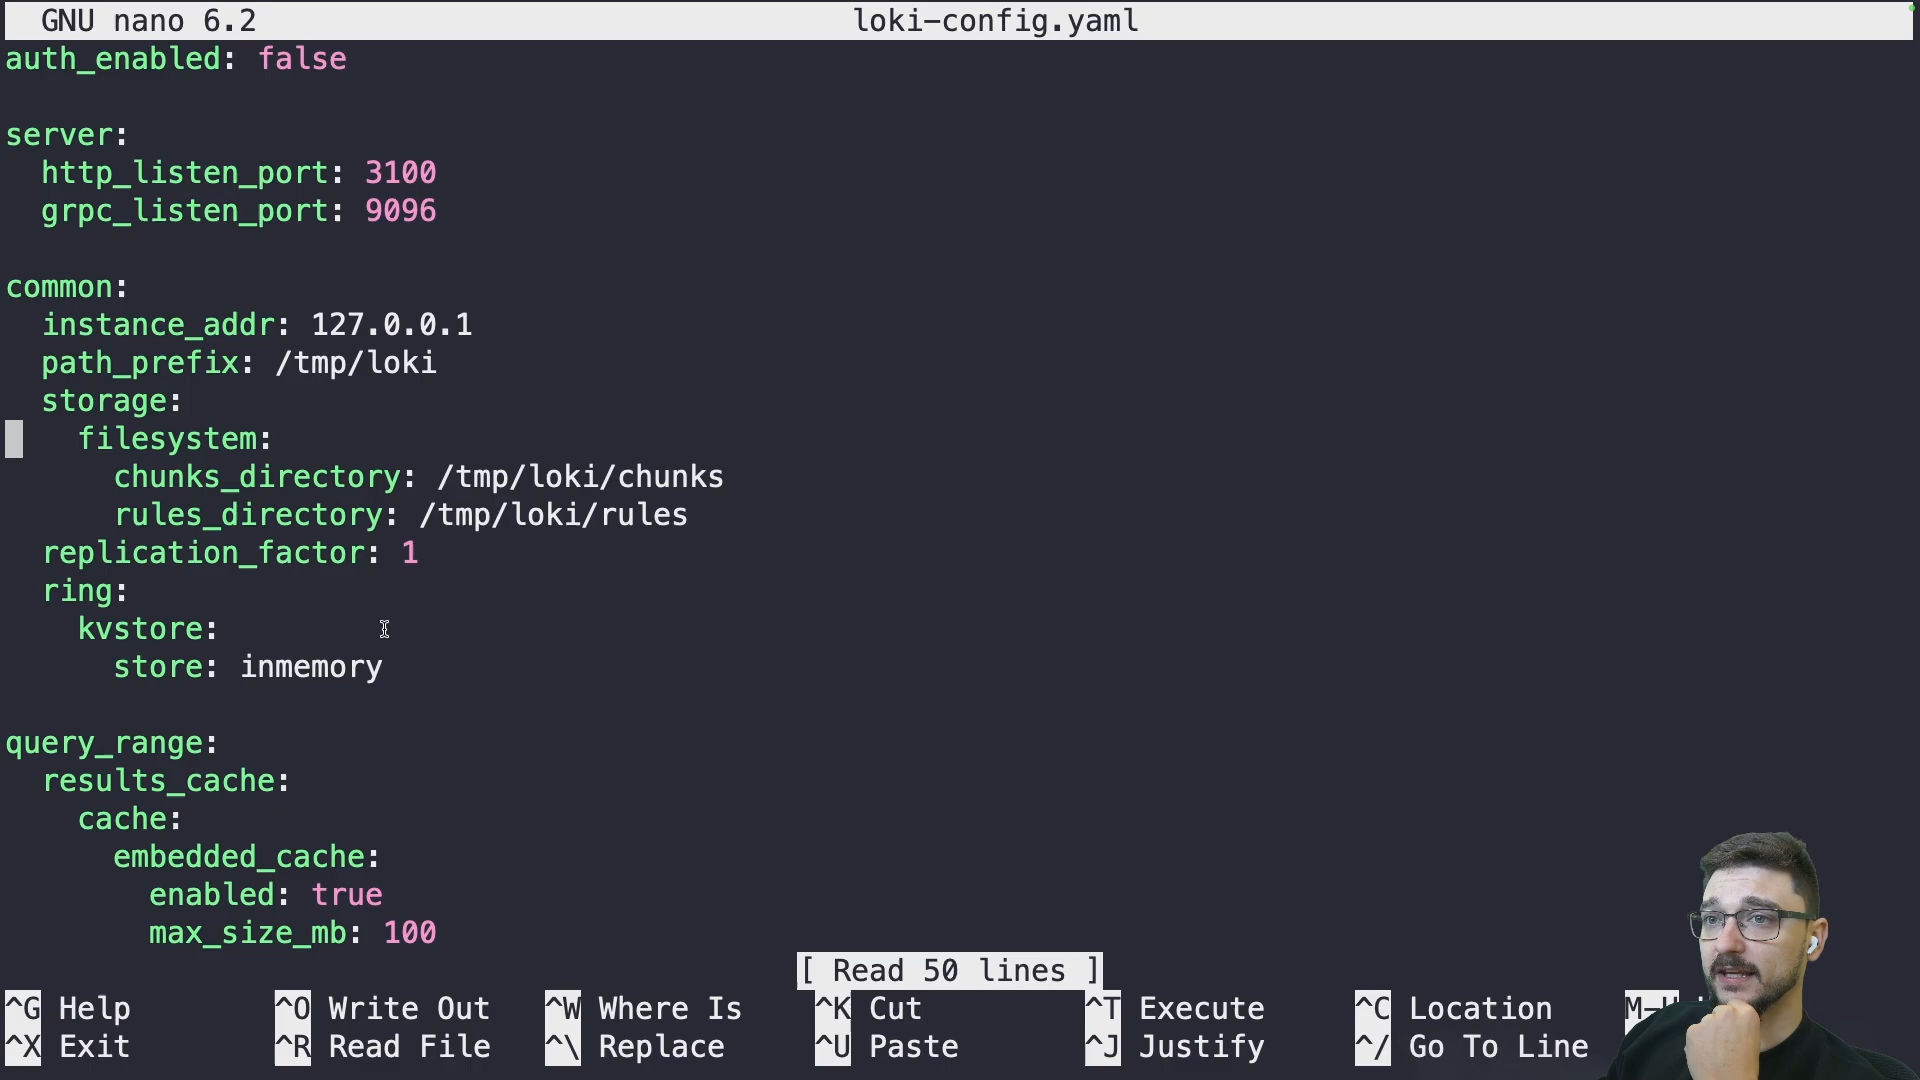 GNU nano 6.2 loki-config.yaml
auth_enabled: false
server:
  http_listen_port: 3100
  grpc_listen_port: 9096
common:
  instance_addr: 127.0.0.1
  path_prefix: /tmp/loki
  storage:
    filesystem:
      chunks_directory: /tmp/loki/chunks
      rules_directory: /tmp/loki/rules
  replication_factor: 1
  ring:
    kvstore:
      store: inmemory
query_range:
  results_cache:
    cache:
      embedded_cache:
        enabled: true
        max_size_mb: 100
[ Read 50 lines ]
^G Help ^O Write Out ^W Where Is ^K Cut ^T Execute ^C Location
^X Exit ^R Read File ^\ Replace ^U Paste ^J Justify ^/ Go To Line